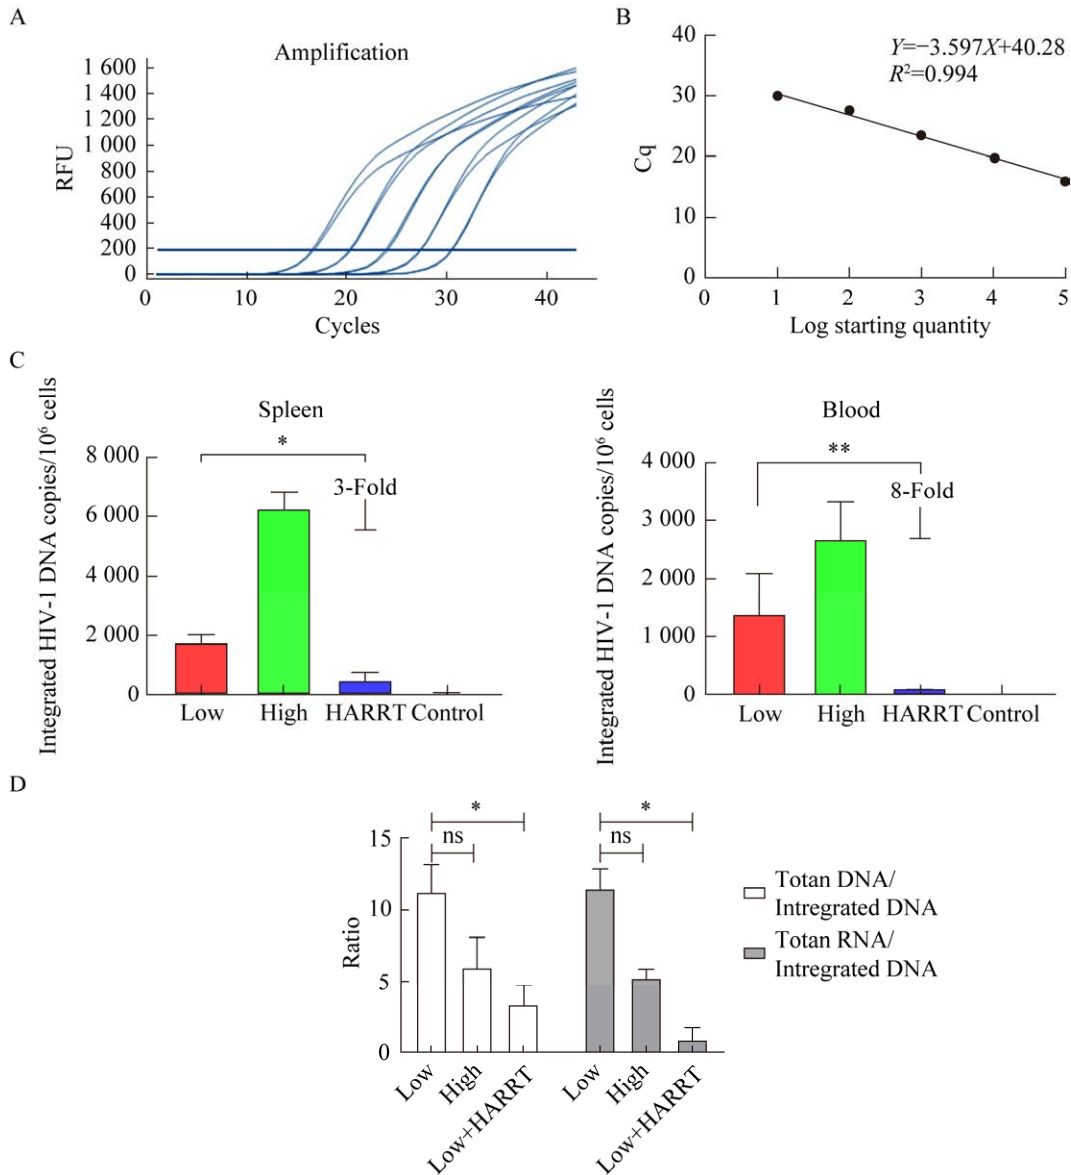 A
Amplification
RFU
1 600
1 400
1 200
1 000
800
600
400
200
0
0 10 20 30 40
Cycles
B
Y=−3.597X+40.28
R²=0.994
Cq
40
30
20
10
0
0 1 2 3 4 5
Log starting quantity
C
Spleen
Integrated HIV-1 DNA copies/10⁶ cells
8 000
6 000
4 000
2 000
0
*
3-Fold
Low High HARRT Control
Blood
Integrated HIV-1 DNA copies/10⁶ cells
4 000
3 000
2 000
1 000
0
**
8-Fold
Low High HARRT Control
D
Ratio
15
10
5
0
*
ns
*
ns
Low
High
Low+HARRT
Low
High
Low+HARRT
Totan DNA/
Intregrated DNA
Totan RNA/
Intregrated DNA